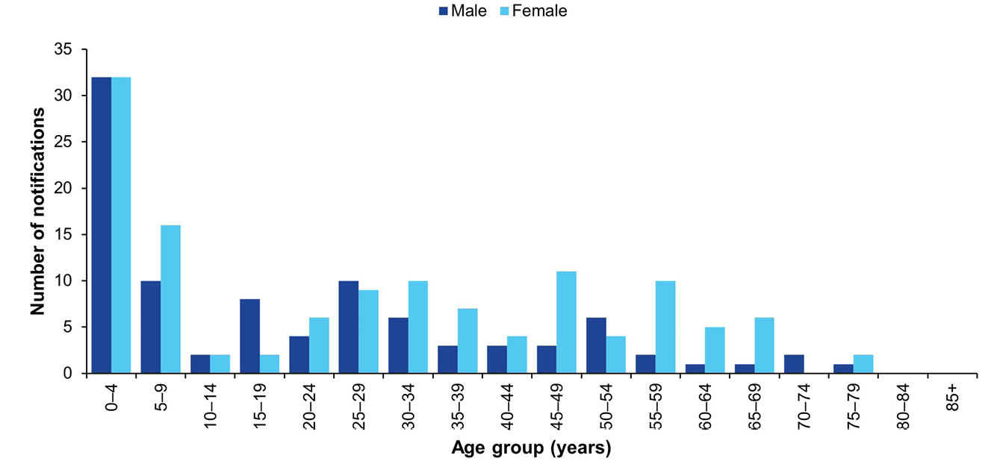 Male Female
35
30
25
20
15
10
5
0
Number of notifications
0–4 5–9 10–14 15–19 20–24 25–29 30–34 35–39 40–44 45–49 50–54 55–59 60–64 65–69 70–74 75–79 80–84 85+
Age group (years)